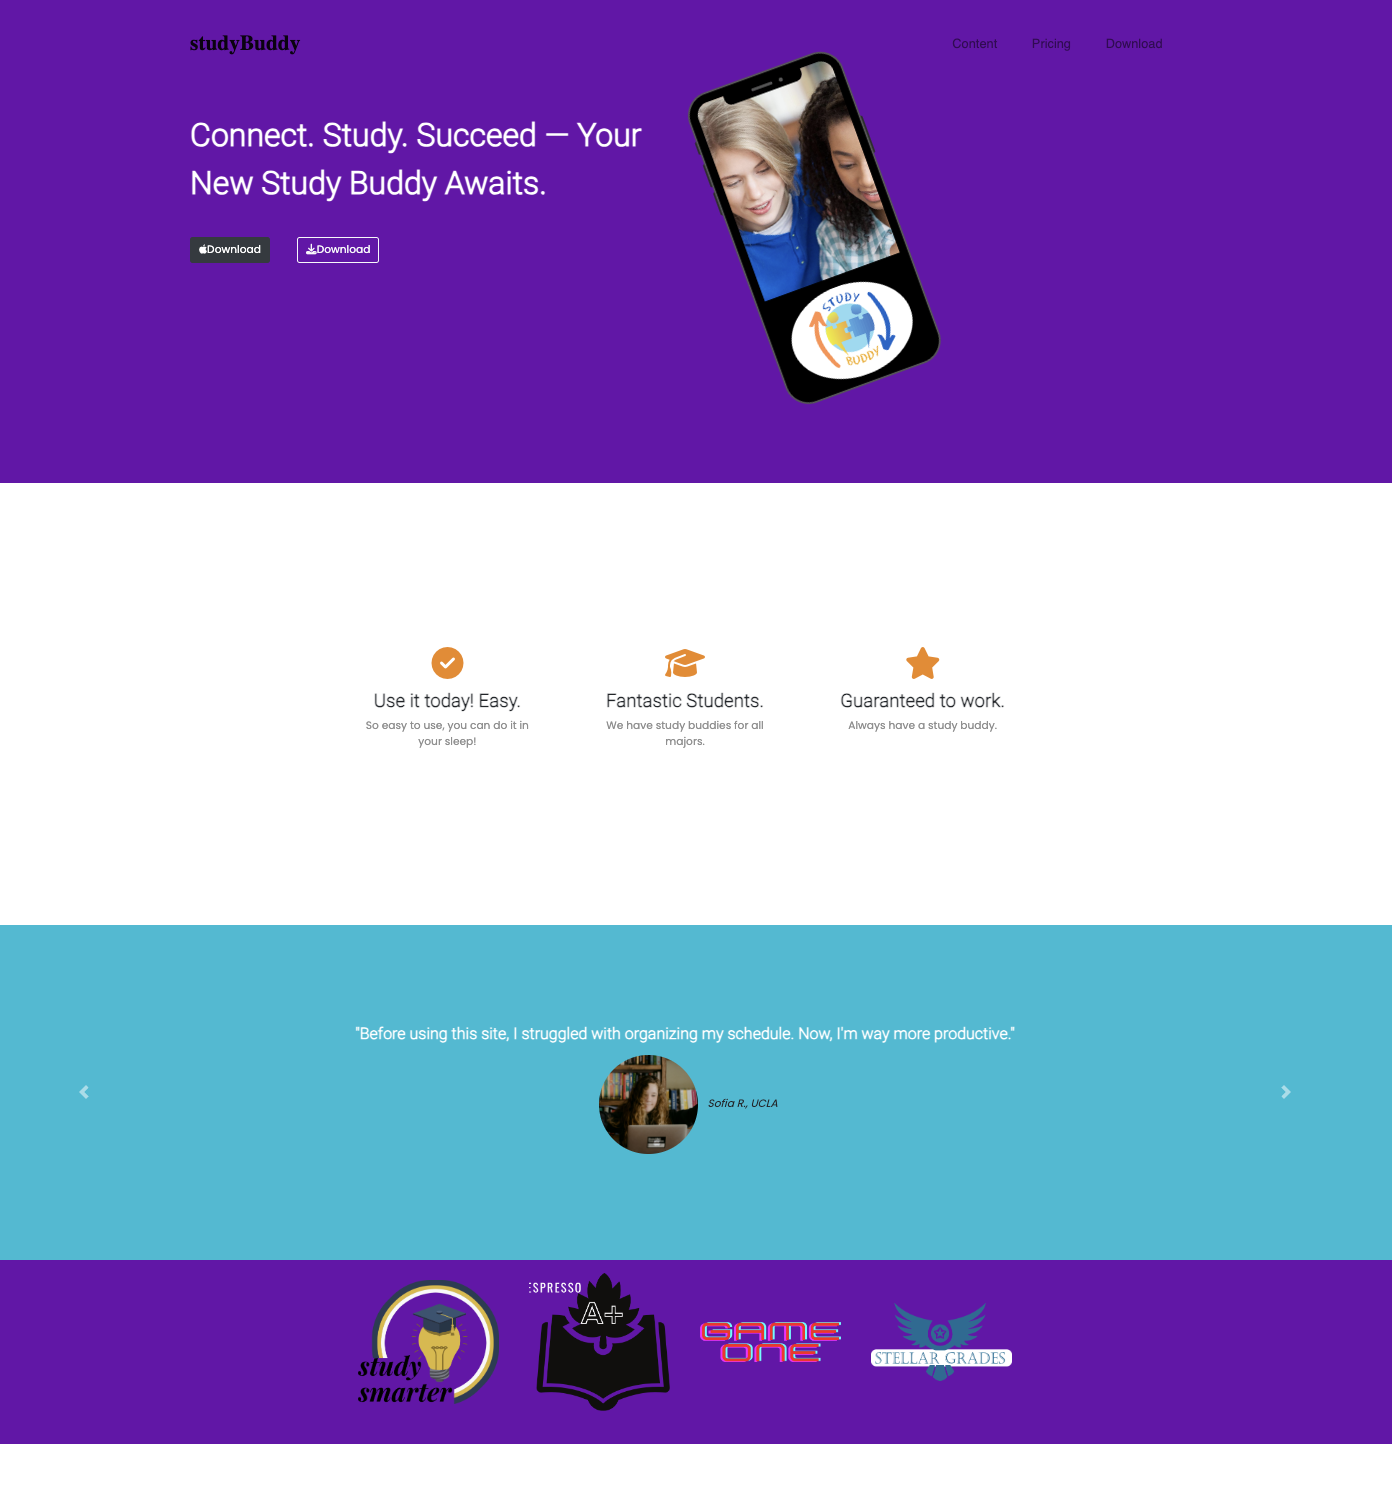 studyBuddy
Content
Pricing
Download
Connect. Study. Succeed — Your
New Study Buddy Awaits.
Download
Download
STUDY
BUDDY
Use it today! Easy.
So easy to use, you can do it in
your sleep!
Fantastic Students.
We have study buddies for all
majors.
Guaranteed to work.
Always have a study buddy.
"Before using this site, I struggled with organizing my schedule. Now, I'm way more productive."
Sofia R., UCLA
study
smarter
ESPRESSO
A+
GAME
ONE
STELLAR GRADES